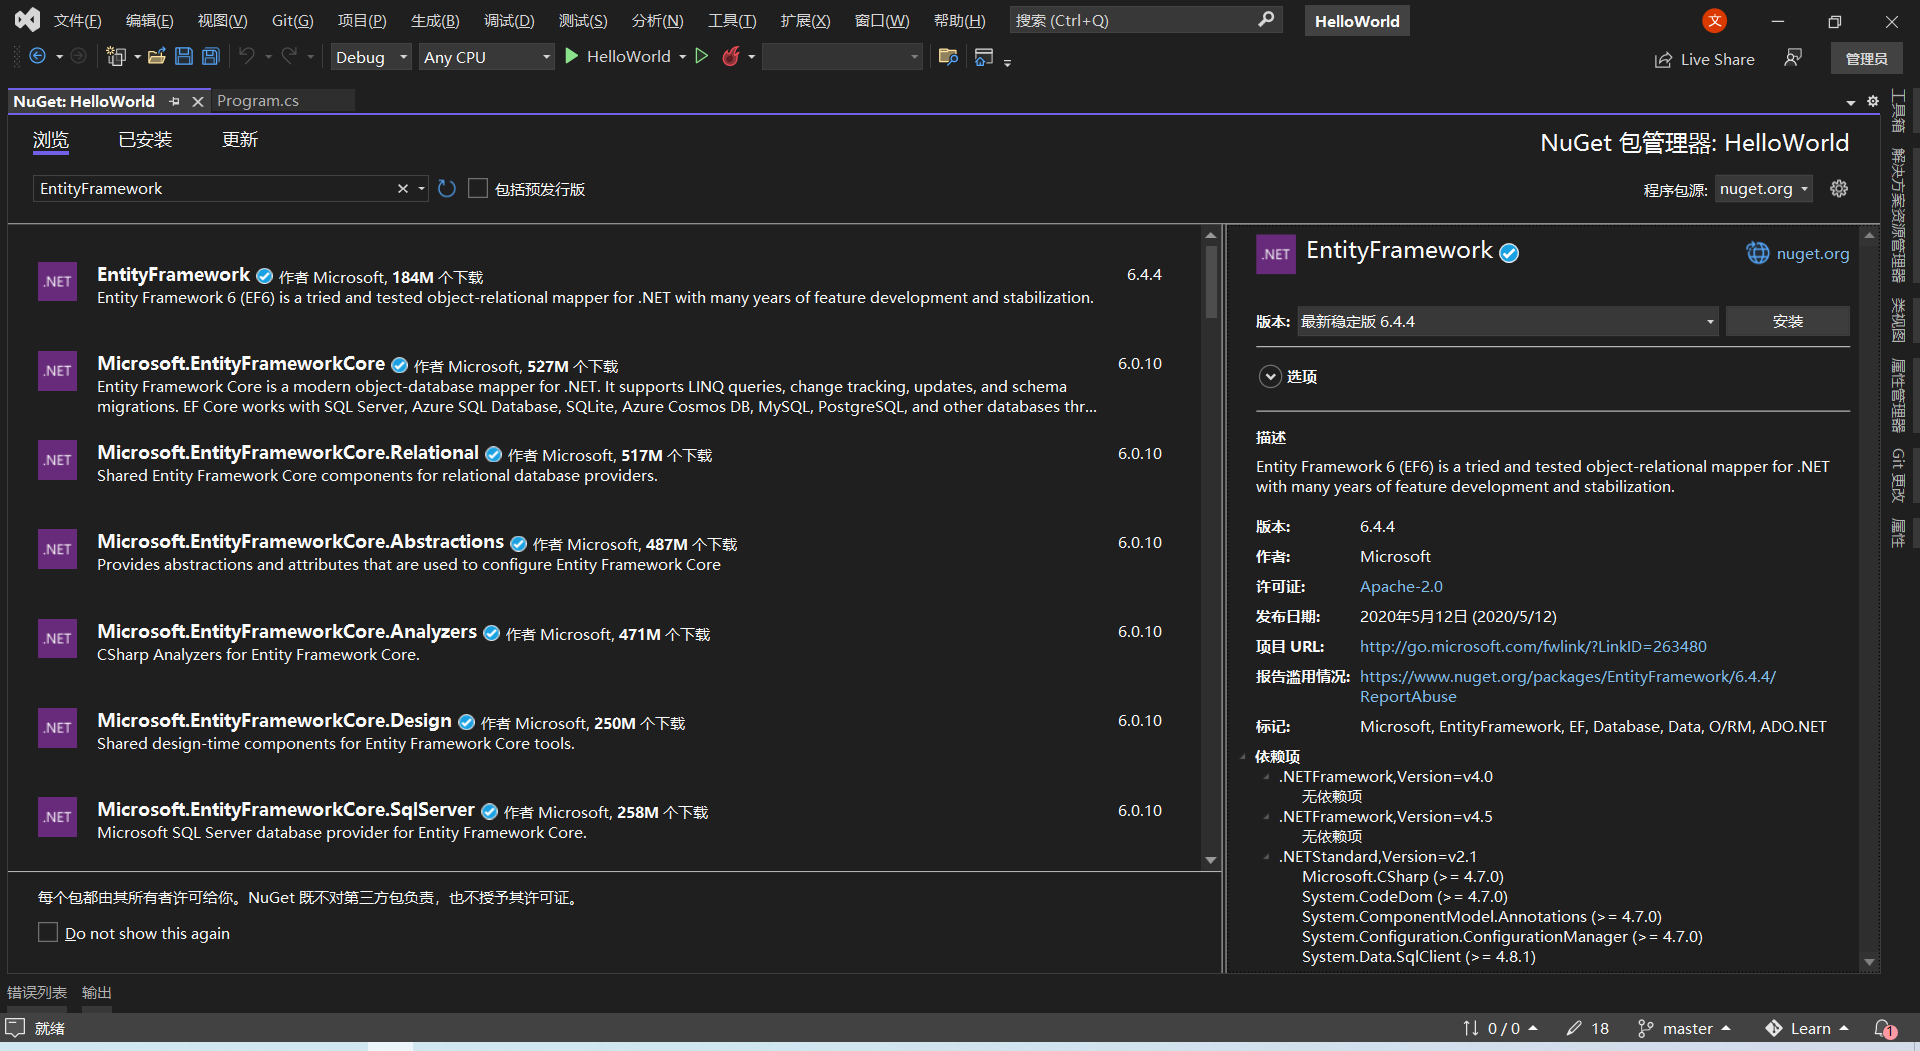 文件(F) 编辑(E) 视图(V) Git(G) 项目(P) 生成(B) 调试(D) 测试(S) 分析(N) 工具(T) 扩展(X) 窗口(W) 帮助(H) 搜索 (Ctrl+Q) HelloWorld 文
Debug Any CPU HelloWorld Live Share 管理员
NuGet: HelloWorld Program.cs
浏览 已安装 更新 NuGet 包管理器: HelloWorld
EntityFramework 包括预发行版 程序包源: nuget.org
.NET EntityFramework 作者 Microsoft, 184M 个下载 6.4.4
Entity Framework 6 (EF6) is a tried and tested object-relational mapper for .NET with many years of feature development and stabilization.
.NET Microsoft.EntityFrameworkCore 作者 Microsoft, 527M 个下载 6.0.10
Entity Framework Core is a modern object-database mapper for .NET. It supports LINQ queries, change tracking, updates, and schema
migrations. EF Core works with SQL Server, Azure SQL Database, SQLite, Azure Cosmos DB, MySQL, PostgreSQL, and other databases thr...
.NET Microsoft.EntityFrameworkCore.Relational 作者 Microsoft, 517M 个下载 6.0.10
Shared Entity Framework Core components for relational database providers.
.NET Microsoft.EntityFrameworkCore.Abstractions 作者 Microsoft, 487M 个下载 6.0.10
Provides abstractions and attributes that are used to configure Entity Framework Core
.NET Microsoft.EntityFrameworkCore.Analyzers 作者 Microsoft, 471M 个下载 6.0.10
CSharp Analyzers for Entity Framework Core.
.NET Microsoft.EntityFrameworkCore.Design 作者 Microsoft, 250M 个下载 6.0.10
Shared design-time components for Entity Framework Core tools.
.NET Microsoft.EntityFrameworkCore.SqlServer 作者 Microsoft, 258M 个下载 6.0.10
Microsoft SQL Server database provider for Entity Framework Core.
每个包都由其所有者许可给你。NuGet 既不对第三方包负责，也不授予其许可证。
Do not show this again
.NET EntityFramework nuget.org
版本: 最新稳定版 6.4.4 安装
选项
描述
Entity Framework 6 (EF6) is a tried and tested object-relational mapper for .NET
with many years of feature development and stabilization.
版本: 6.4.4
作者: Microsoft
许可证: Apache-2.0
发布日期: 2020年5月12日 (2020/5/12)
项目 URL: http://go.microsoft.com/fwlink/?LinkID=263480
报告滥用情况: https://www.nuget.org/packages/EntityFramework/6.4.4/
ReportAbuse
标记: Microsoft, EntityFramework, EF, Database, Data, O/RM, ADO.NET
依赖项
.NETFramework,Version=v4.0
无依赖项
.NETFramework,Version=v4.5
无依赖项
.NETStandard,Version=v2.1
Microsoft.CSharp (>= 4.7.0)
System.CodeDom (>= 4.7.0)
System.ComponentModel.Annotations (>= 4.7.0)
System.Configuration.ConfigurationManager (>= 4.7.0)
System.Data.SqlClient (>= 4.8.1)
工具箱
解决方案资源管理器
类视图
属性管理器
Git 更改
属性
错误列表 输出
就绪 0 / 0 18 master Learn 1